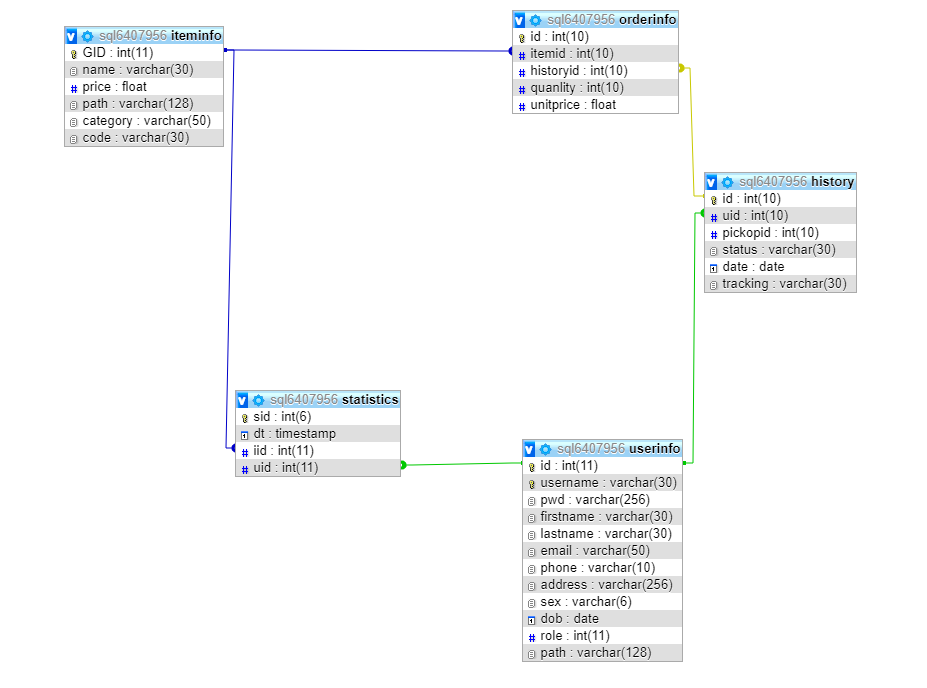 sql6407956 iteminfo
GID : int(11)
name : varchar(30)
price : float
path : varchar(128)
category : varchar(50)
code : varchar(30)
sql6407956 orderinfo
id : int(10)
itemid : int(10)
historyid : int(10)
quanlity : int(10)
unitprice : float
sql6407956 history
id : int(10)
uid : int(10)
pickopid : int(10)
status : varchar(30)
date : date
tracking : varchar(30)
sql6407956 statistics
sid : int(6)
dt : timestamp
iid : int(11)
uid : int(11)
sql6407956 userinfo
id : int(11)
username : varchar(30)
pwd : varchar(256)
firstname : varchar(30)
lastname : varchar(30)
email : varchar(50)
phone : varchar(10)
address : varchar(256)
sex : varchar(6)
dob : date
role : int(11)
path : varchar(128)